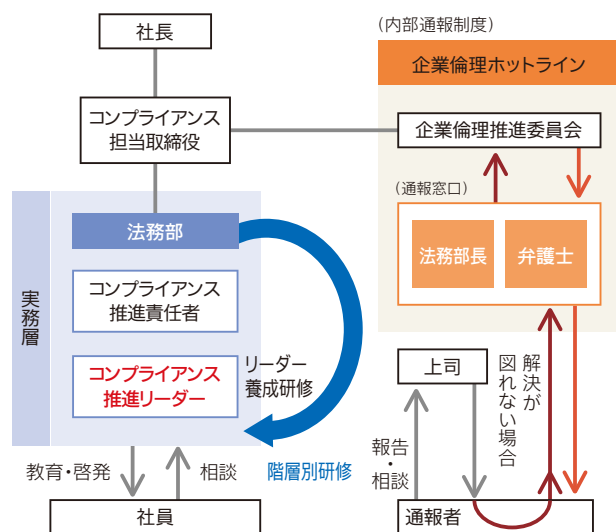 社長
コンプライアンス
担当取締役
実務層
法務部
コンプライアンス
推進責任者
コンプライアンス
推進リーダー
リーダー
養成研修
階層別研修
教育・啓発
相談
社員
(内部通報制度)
企業倫理ホットライン
企業倫理推進委員会
(通報窓口)
法務部長
弁護士
上司
解決が
図れない場合
報告・
相談
通報者